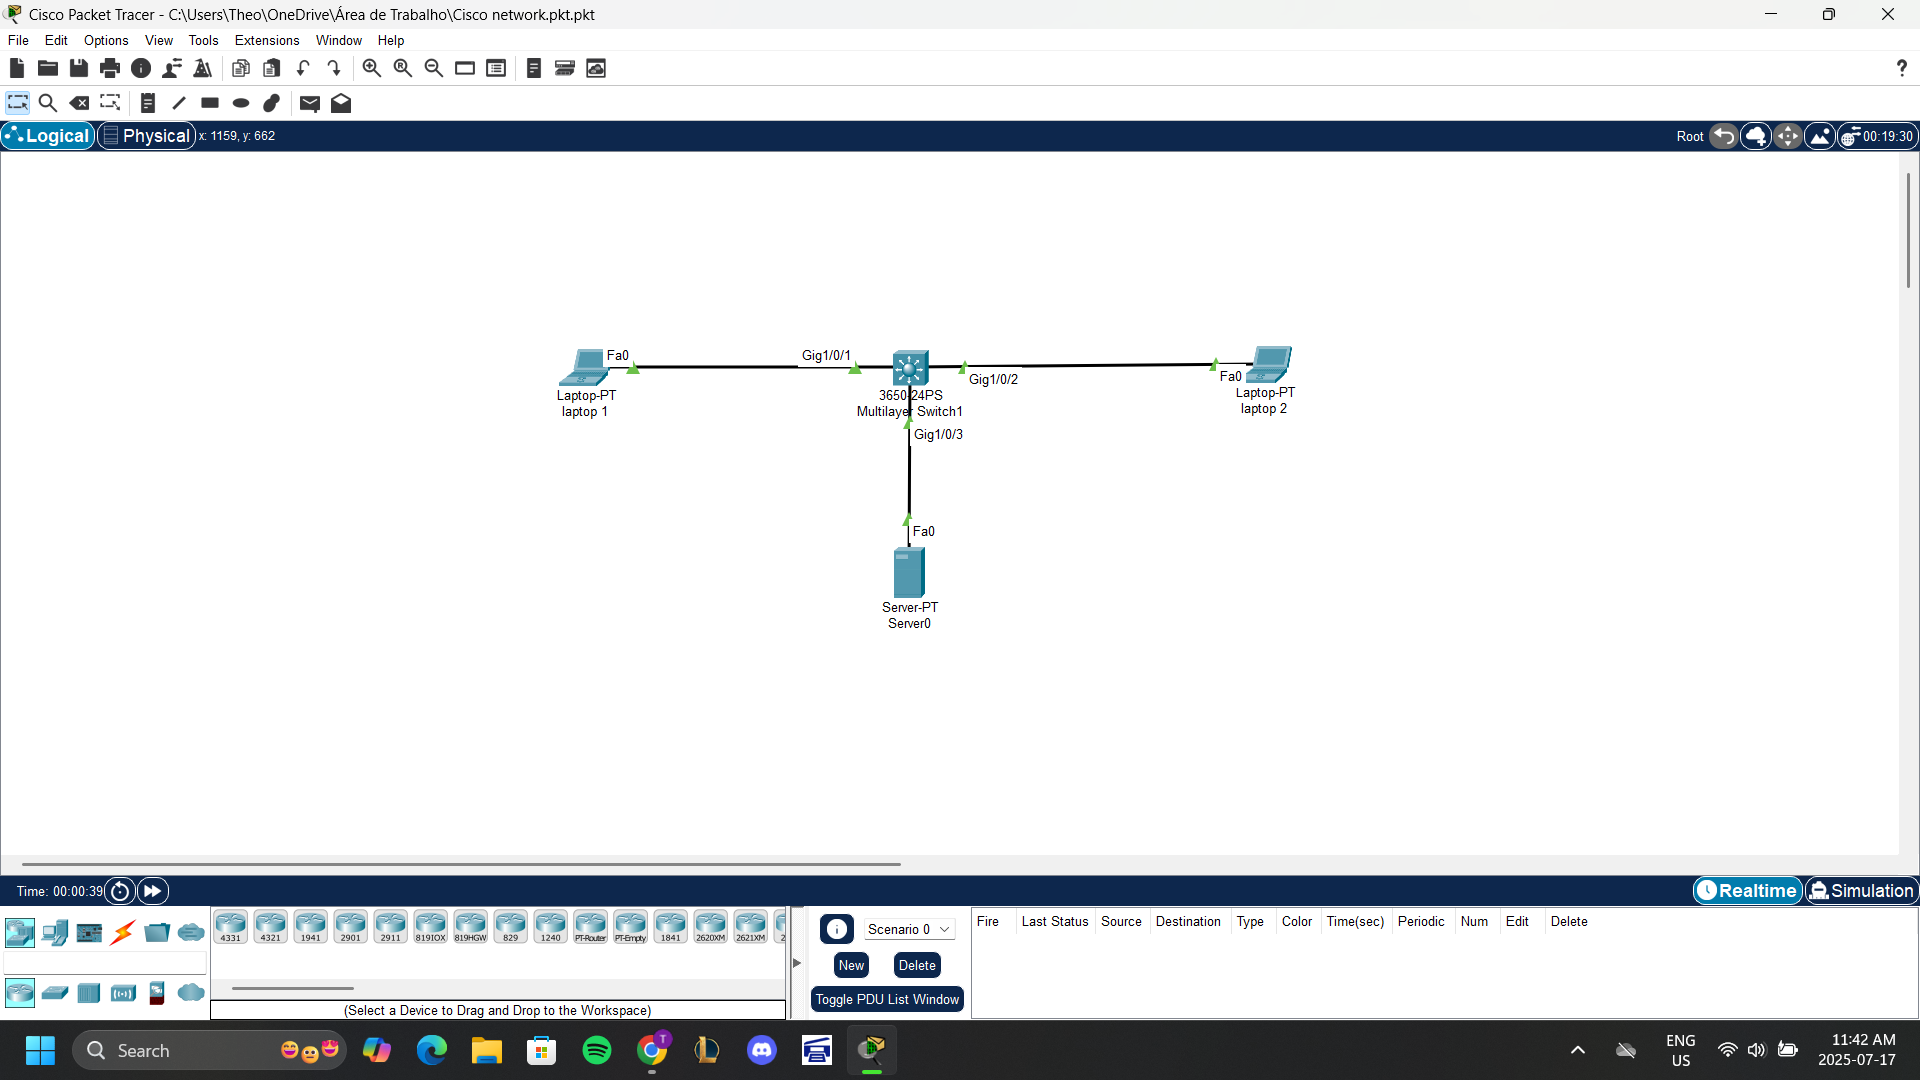 Cisco Packet Tracer - C:\Users\Theo\OneDrive\Área de Trabalho\Cisco network.pkt.pkt
File Edit Options View Tools Extensions Window Help
?
Logical Physical x: 1159, y: 662 Root 00:19:30
Fa0 Gig1/0/1
Gig1/0/2 Fa0
Laptop-PT
laptop 1
3650-24PS
Multilayer Switch1
Laptop-PT
laptop 2
Gig1/0/3
Fa0
Server-PT
Server0
Time: 00:00:39 Realtime Simulation
4331 4321 1941 2901 2911 819IOX 819HGW 829 1240 PT-Router PT-Empty 1841 2620XM 2621XM 2
(Select a Device to Drag and Drop to the Workspace)
Scenario 0
New Delete
Toggle PDU List Window
Fire Last Status Source Destination Type Color Time(sec) Periodic Num Edit Delete
Search
T
ENG
US
11:42 AM
2025-07-17